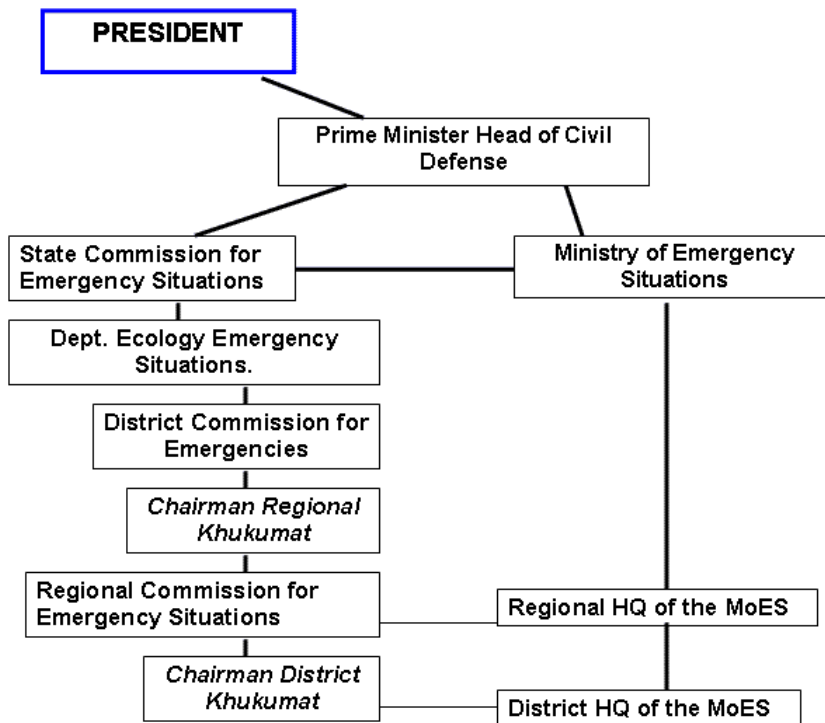 PRESIDENT
Prime Minister Head of Civil
Defense
State Commission for
Emergency Situations
Ministry of Emergency
Situations
Dept. Ecology Emergency
Situations.
District Commission for
Emergencies
Chairman Regional
Khukumat
Regional Commission for
Emergency Situations
Regional HQ of the MoES
Chairman District
Khukumat
District HQ of the MoES